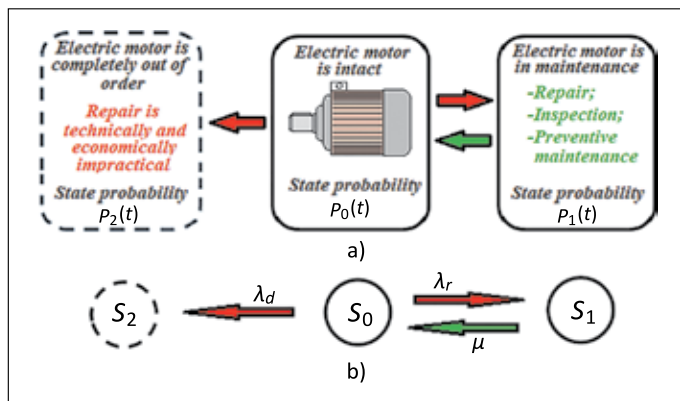 Electric motor is
completely out of
order
Repair is
technically and
economically
impractical
State probability
P₂(t)
Electric motor
is intact
State probability
P₀(t)
Electric motor is
in maintenance
-Repair;
-Inspection;
-Preventive
maintenance
State probability
P₁(t)
a)
S₂
λd
S₀
λr
μ
S₁
b)